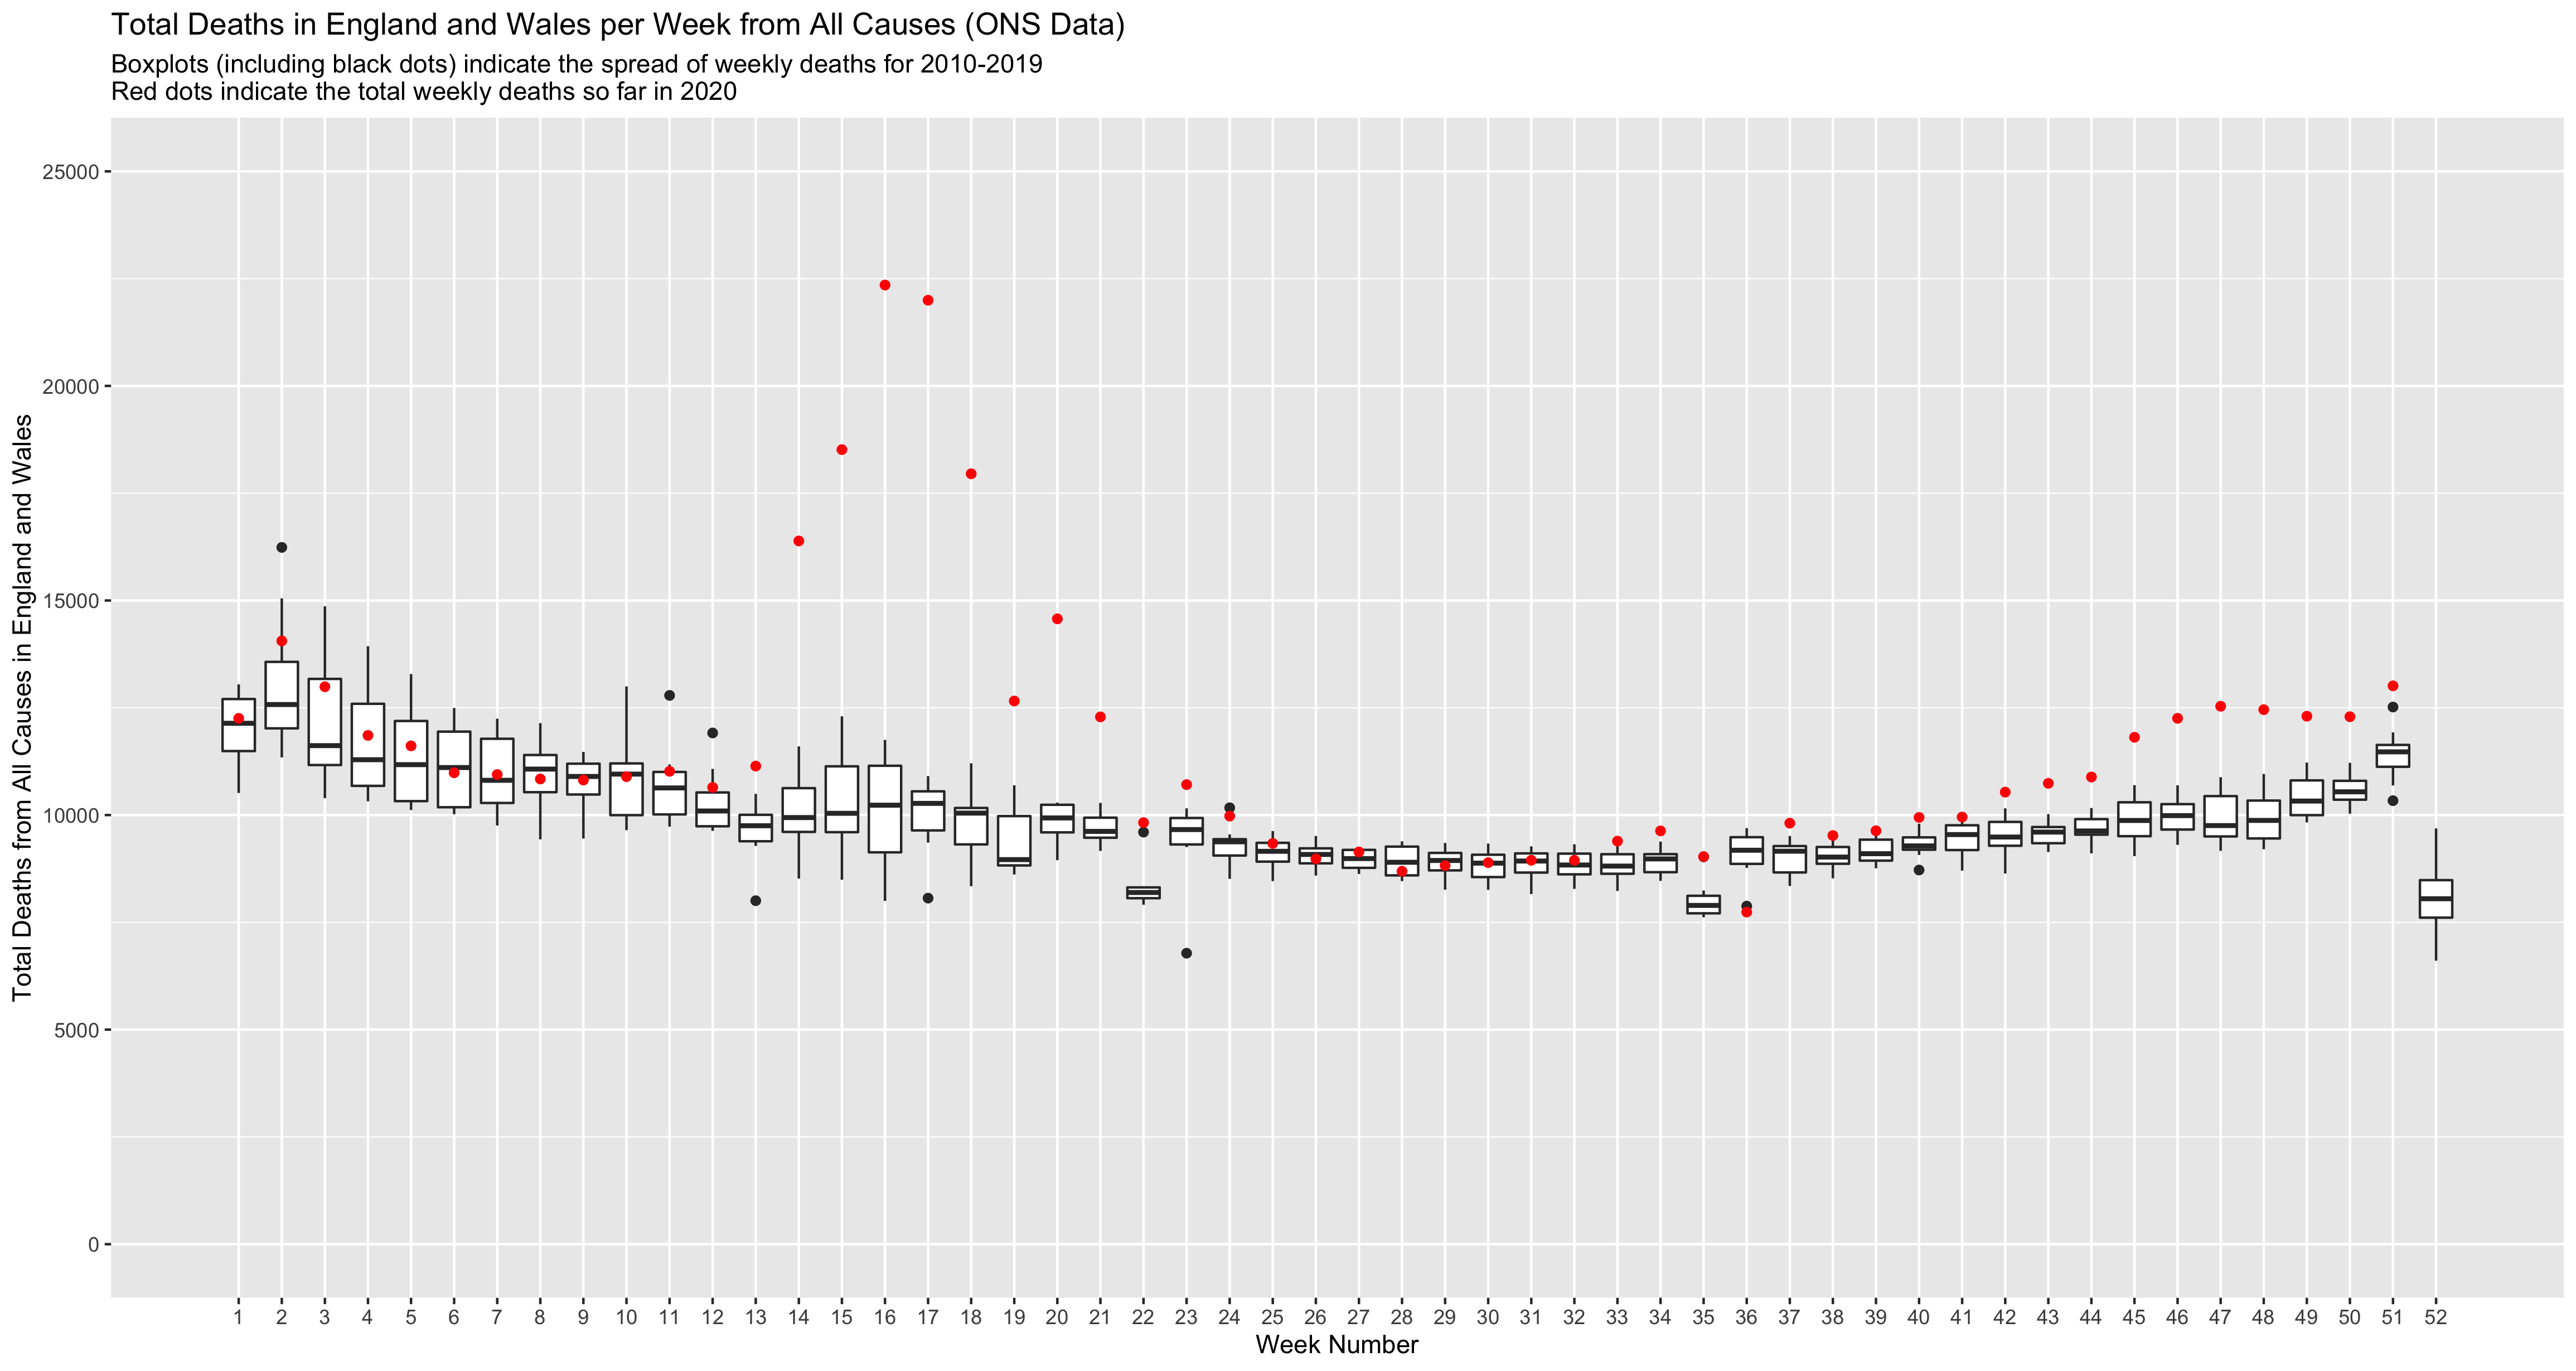 Total Deaths in England and Wales per Week from All Causes (ONS Data)
Boxplots (including black dots) indicate the spread of weekly deaths for 2010-2019
Red dots indicate the total weekly deaths so far in 2020
Total Deaths from All Causes in England and Wales
25000
20000
15000
10000
5000
0
1 2 3 4 5 6 7 8 9 10 11 12 13 14 15 16 17 18 19 20 21 22 23 24 25 26 27 28 29 30 31 32 33 34 35 36 37 38 39 40 41 42 43 44 45 46 47 48 49 50 51 52
Week Number